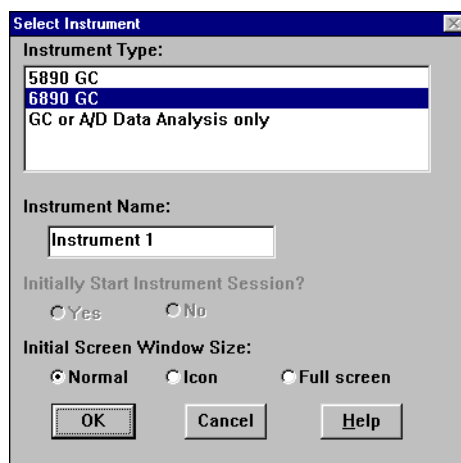 Select Instrument
Instrument Type:
5890 GC
6890 GC
GC or A/D Data Analysis only
Instrument Name:
Instrument 1
Initially Start Instrument Session?
Yes No
Initial Screen Window Size:
Normal Icon Full screen
OK Cancel Help